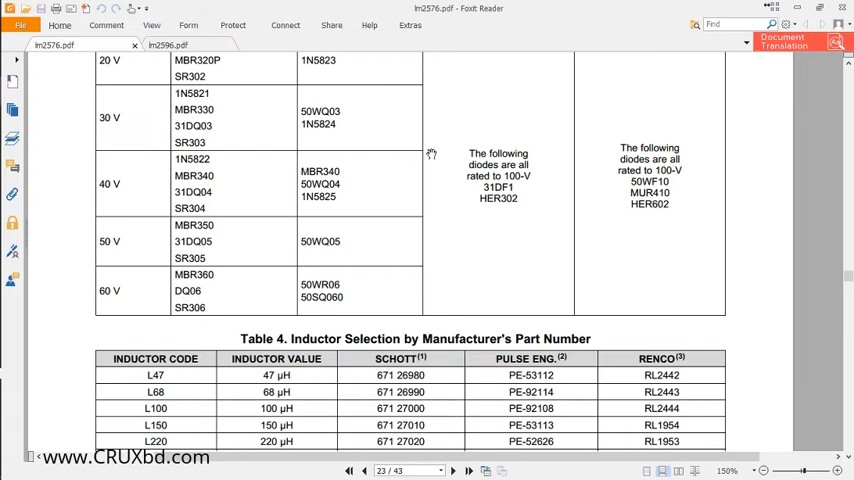 lm2576.pdf - Foxit Reader
File Home Comment View Form Protect Connect Share Help Extras
Find
lm2576.pdf
lm2596.pdf
Document
Translation
20 V
MBR320P
SR302
1N5823
30 V
1N5821
MBR330
31DQ03
SR303
50WQ03
1N5824
40 V
1N5822
MBR340
31DQ04
SR304
MBR340
50WQ04
1N5825
50 V
MBR350
31DQ05
SR305
50WQ05
60 V
MBR360
DQ06
SR306
50WR06
50SQ060
The following
diodes are all
rated to 100-V
31DF1
HER302
The following
diodes are all
rated to 100-V
50WF10
MUR410
HER602
Table 4. Inductor Selection by Manufacturer's Part Number
INDUCTOR CODE INDUCTOR VALUE SCHOTT(1) PULSE ENG.(2) RENCO(3)
L47 47 μH 671 26980 PE-53112 RL2442
L68 68 μH 671 26990 PE-92114 RL2443
L100 100 μH 671 27000 PE-92108 RL2444
L150 150 μH 671 27010 PE-53113 RL1954
L220 220 μH 671 27020 PE-52626 RL1953
www.CRUXbd.com
23 / 43
150%